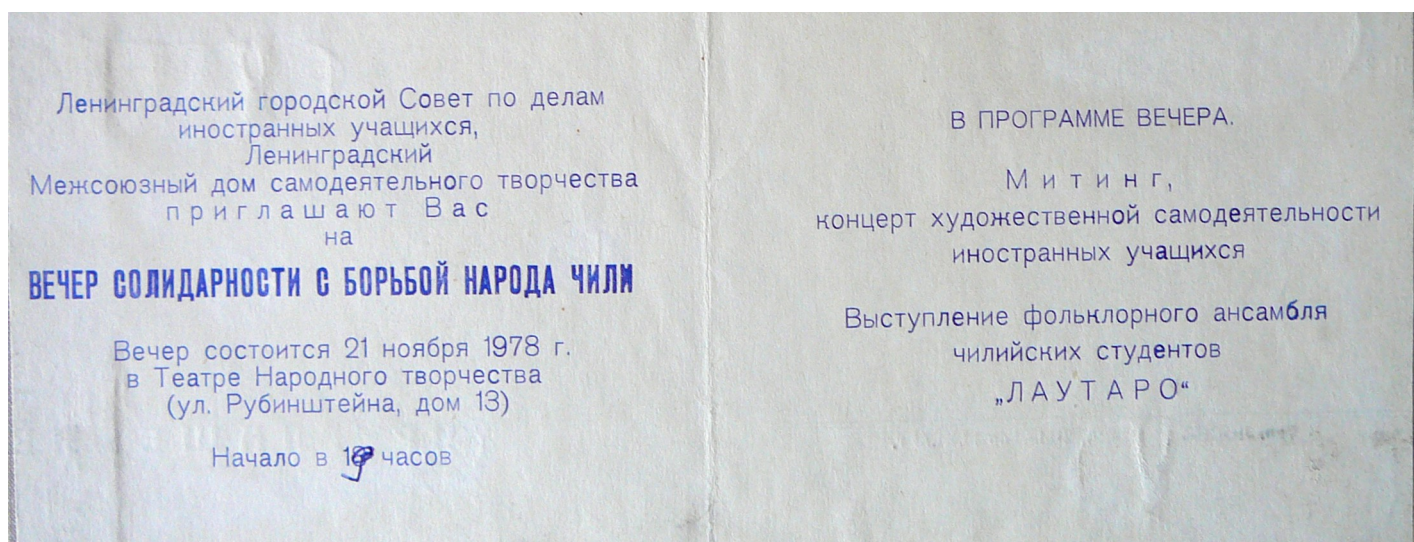 Ленинградский городской Совет по делам
иностранных учащихся,
Ленинградский
Межсоюзный дом самодеятельного творчества
приглашают Вас
на
ВЕЧЕР СОЛИДАРНОСТИ С БОРЬБОЙ НАРОДА ЧИЛИ
Вечер состоится 21 ноября 1978 г.
в Театре Народного творчества
(ул. Рубинштейна, дом 13)
Начало в часов
В ПРОГРАММЕ ВЕЧЕРА.
Митинг,
концерт художественной самодеятельности
иностранных учащихся
Выступление фольклорного ансамбля
чилийских студентов
„ЛАУТАРО“